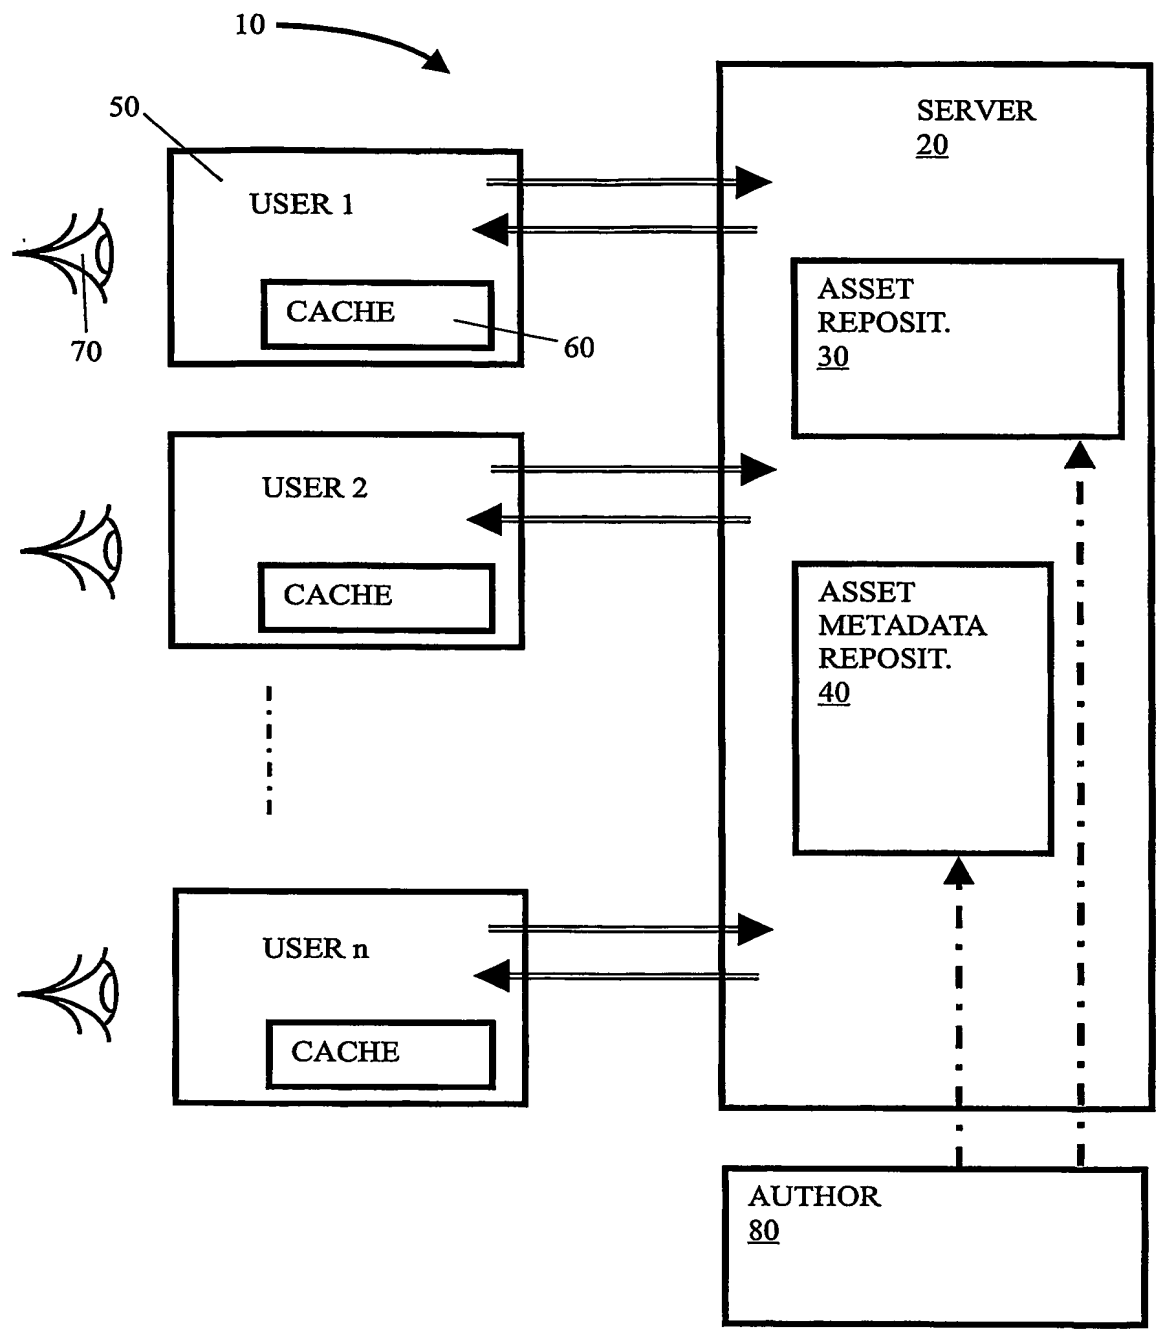 10
50
SERVER
20
USER 1
ASSET
REPOSIT.
30
CACHE
60
70
USER 2
CACHE
ASSET
METADATA
REPOSIT.
40
USER n
CACHE
AUTHOR
80